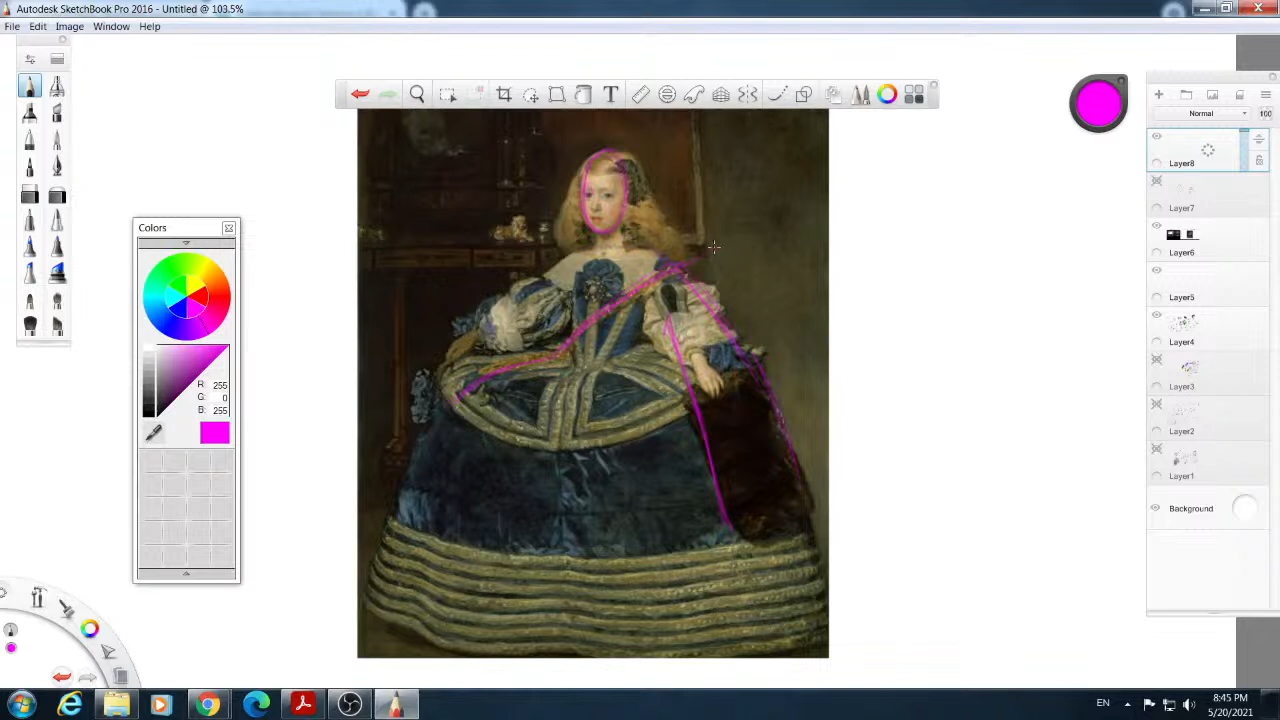 Autodesk SketchBook Pro 2016 - Untitled @ 103.5%
File Edit Image Window Help
Colors
R: 255
G: 0
B: 255
Normal 100
Layer8
Layer7
Layer6
Layer5
Layer4
Layer3
Layer2
Layer1
Background
EN
8:45 PM
5/20/2021